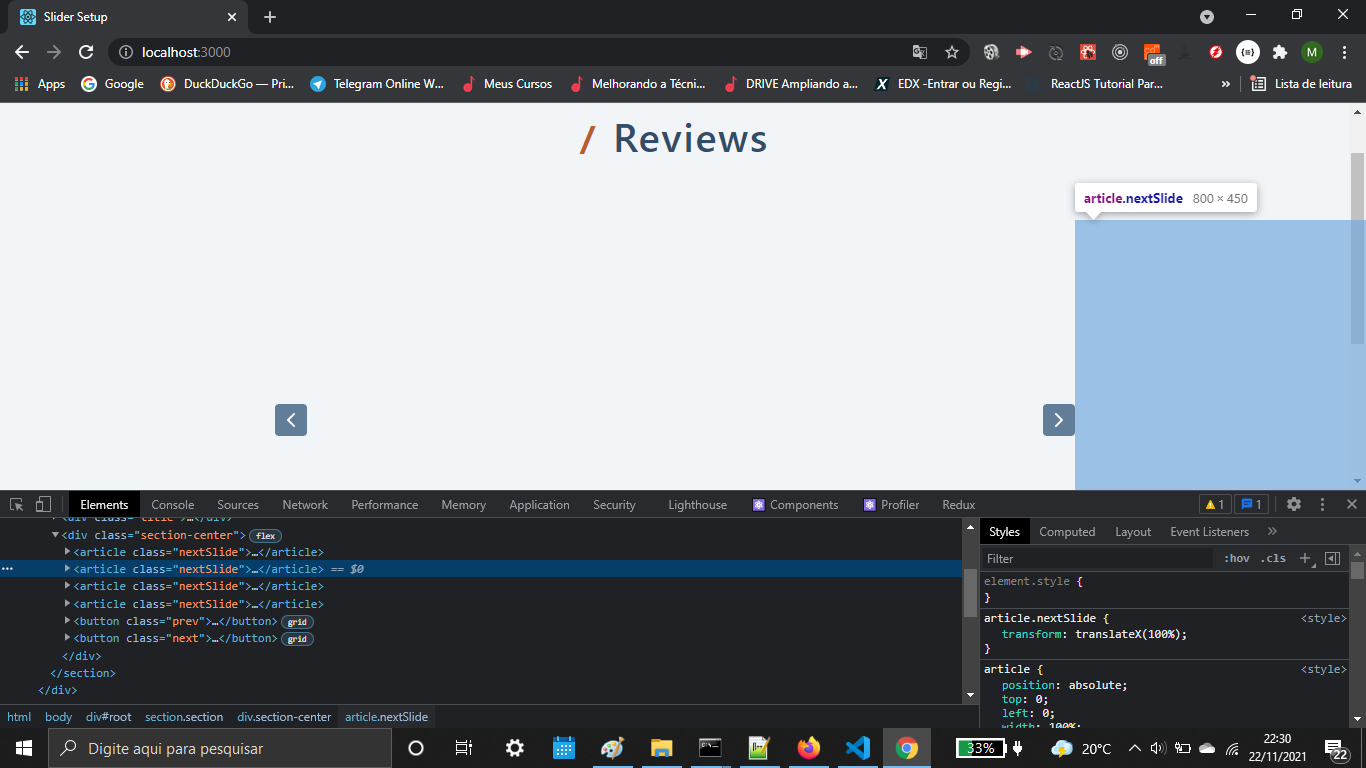 Slider Setup
localhost:3000
off
M
Apps
Google
DuckDuckGo — Pri...
Telegram Online W...
Meus Cursos
Melhorando a Técni...
DRIVE Ampliando a...
EDX -Entrar ou Regi...
ReactJS Tutorial Par...
»
Lista de leitura
/ Reviews
article.nextSlide 800 × 450
Elements
Console
Sources
Network
Performance
Memory
Application
Security
Lighthouse
Components
Profiler
Redux
1
1
<div class="title">…</div>
<div class="section-center"> flex
<article class="nextSlide">…</article>
<article class="nextSlide">…</article> == $0
<article class="nextSlide">…</article>
<article class="nextSlide">…</article>
<button class="prev">…</button> grid
<button class="next">…</button> grid
</div>
</section>
</div>
html body div#root section.section div.section-center article.nextSlide
Styles Computed Layout Event Listeners »
Filter :hov .cls +
element.style {
}
article.nextSlide { <style>
transform: translateX(100%);
}
article { <style>
position: absolute;
top: 0;
left: 0;
width: 100%;
Digite aqui para pesquisar
33%
20°C
22:30
22/11/2021
22